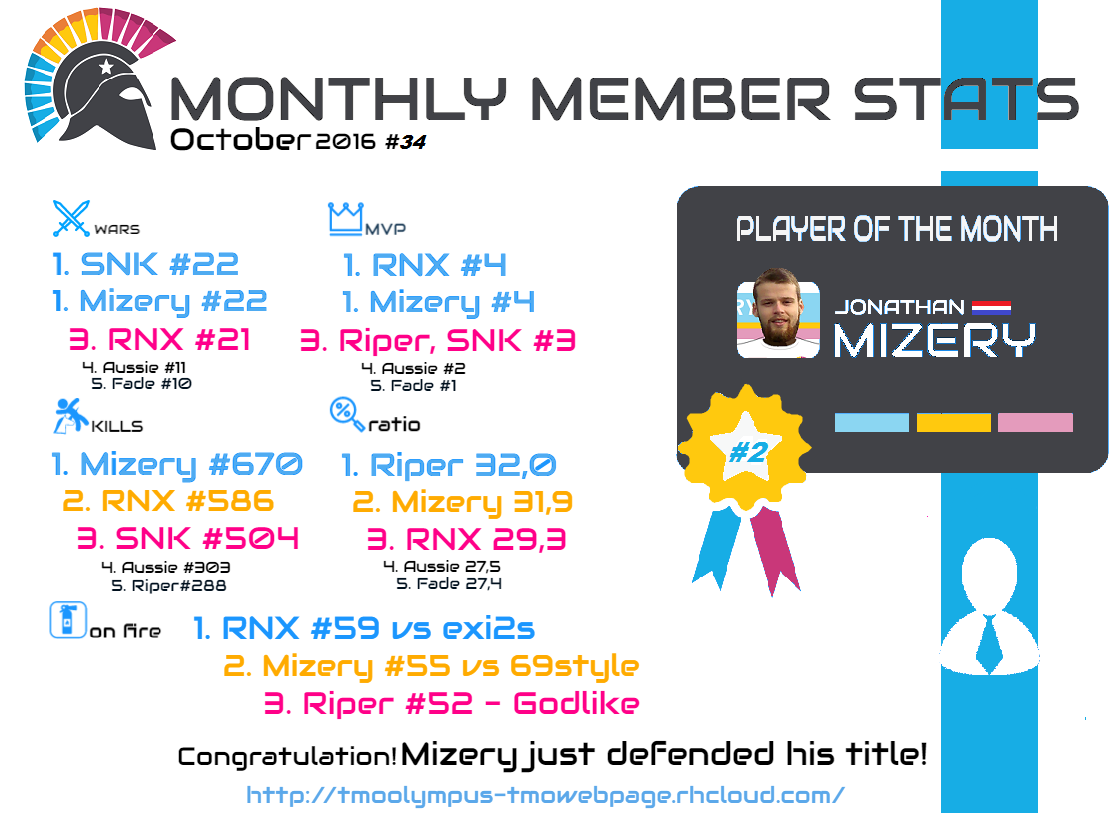 MONTHLY MEMBER STATS
October 2016 #34
WARS
1. SNK #22
1. Mizery #22
3. RNX #21
4. Aussie #11
5. Fade #10
MVP
1. RNX #4
1. Mizery #4
3. Riper, SNK #3
4. Aussie #2
5. Fade #1
KILLS
1. Mizery #670
2. RNX #586
3. SNK #504
4. Aussie #303
5. Riper#288
%
ratio
1. Riper 32,0
2. Mizery 31,9
3. RNX 29,3
4. Aussie 27,5
5. Fade 27,4
on fire
1. RNX #59 vs exi2s
2. Mizery #55 vs 69style
3. Riper #52 - Godlike
PLAYER OF THE MONTH
RY
JONATHAN
MIZERY
#2
Congratulation! Mizery just defended his title!
http://tmoolympus-tmowebpage.rhcloud.com/